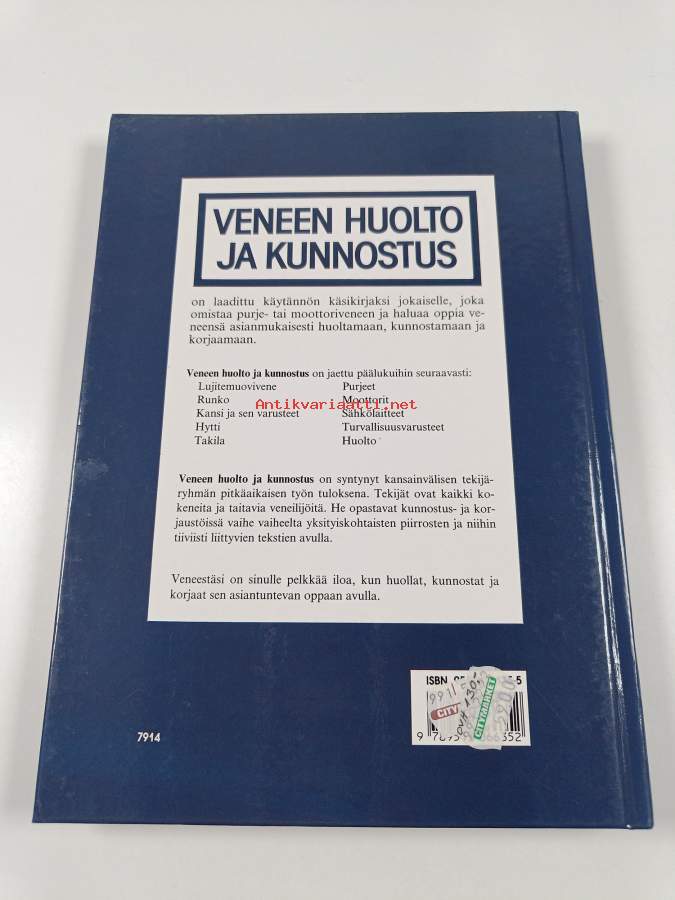 VENEEN HUOLTO
JA KUNNOSTUS
on laadittu käytännön käsikirjaksi jokaiselle, joka
omistaa purje- tai moottoriveneen ja haluaa oppia ve-
neensä asianmukaisesti huoltamaan, kunnostamaan ja
korjaamaan.
Veneen huolto ja kunnostus on jaettu päälukuihin seuraavasti:
Lujitemuovivene Purjeet
Runko Moottorit
Antikvariaatti.net
Kansi ja sen varusteet Sähkölaitteet
Hytti Turvallisuusvarusteet
Takila Huolto
Veneen huolto ja kunnostus on syntynyt kansainvälisen tekijä-
ryhmän pitkäaikaisen työn tuloksena. Tekijät ovat kaikki ko-
keneita ja taitavia veneilijöitä. He opastavat kunnostus- ja kor-
jaustöissä vaihe vaiheelta yksityiskohtaisten piirrosten ja niihin
tiiviisti liittyvien tekstien avulla.
Veneestäsi on sinulle pelkkää iloa, kun huollat, kunnostat ja
korjaat sen asiantuntevan oppaan avulla.
ISBN
CITYMARKET
7914